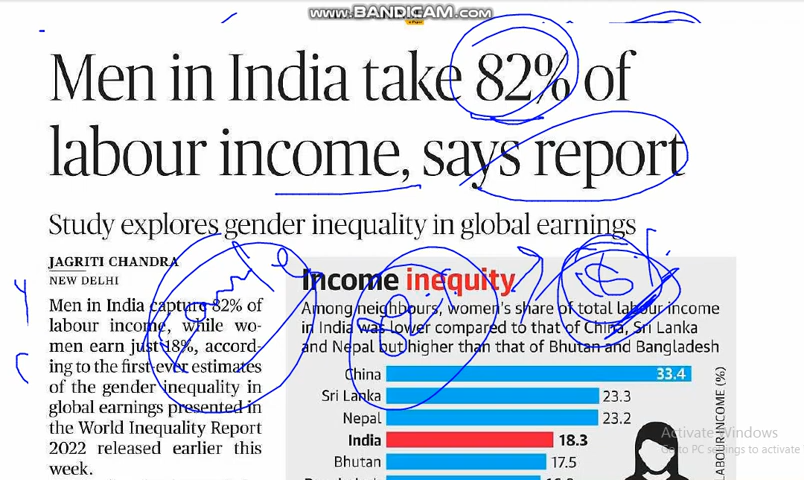 www.BANDICAM.com
Men in India take 82% of
labour income, says report
Study explores gender inequality in global earnings
JAGRITI CHANDRA
NEW DELHI
Men in India capture 82% of
labour income, while wo-
men earn just 18%, accord-
ing to the first-ever estimates
of the gender inequality in
global earnings presented in
the World Inequality Report
2022 released earlier this
week.
Income inequity
Among neighbours, women's share of total labour income
in India was lower compared to that of China, Sri Lanka
and Nepal but higher than that of Bhutan and Bangladesh
China 33.4
Sri Lanka 23.3
Nepal 23.2
India 18.3
Bhutan 17.5
LABOUR INCOME (%)
Activate Windows
Go to PC settings to activate